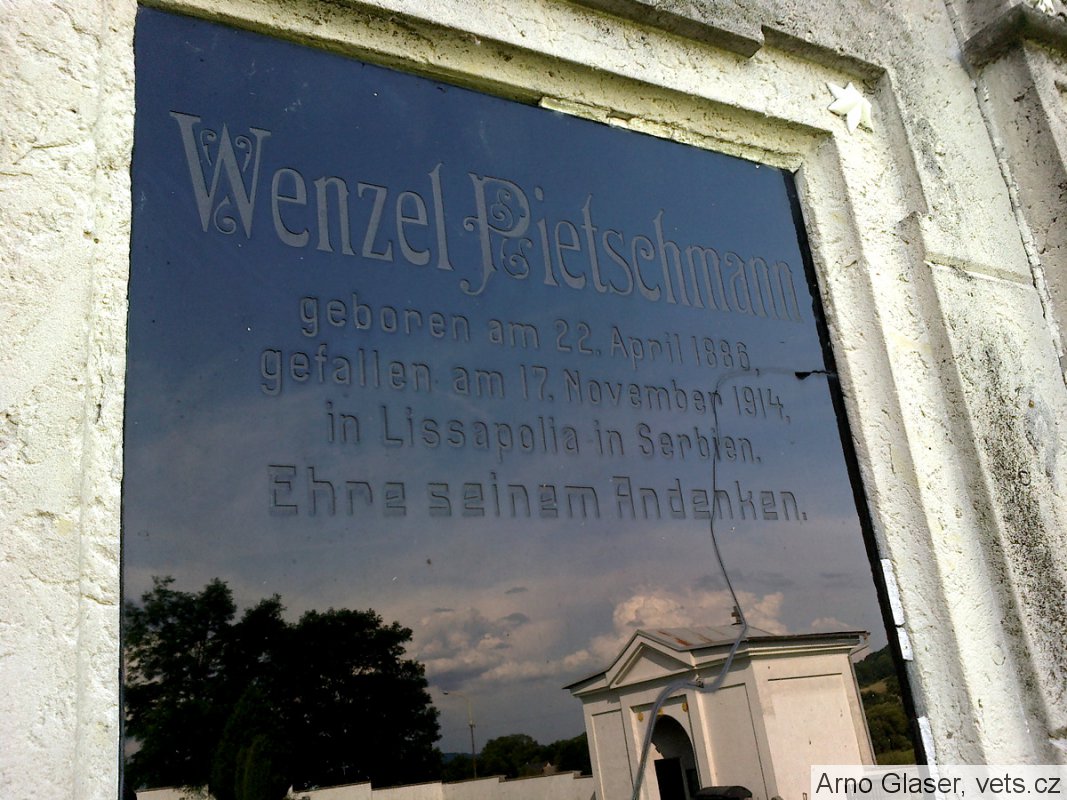 Wenzel Pietschmann
geboren am 22. April 1886,
gefallen am 17. November 1914,
in Lissapolia in Serbien.
Ehre seinem Andenken.
Arno Glaser, vets.cz